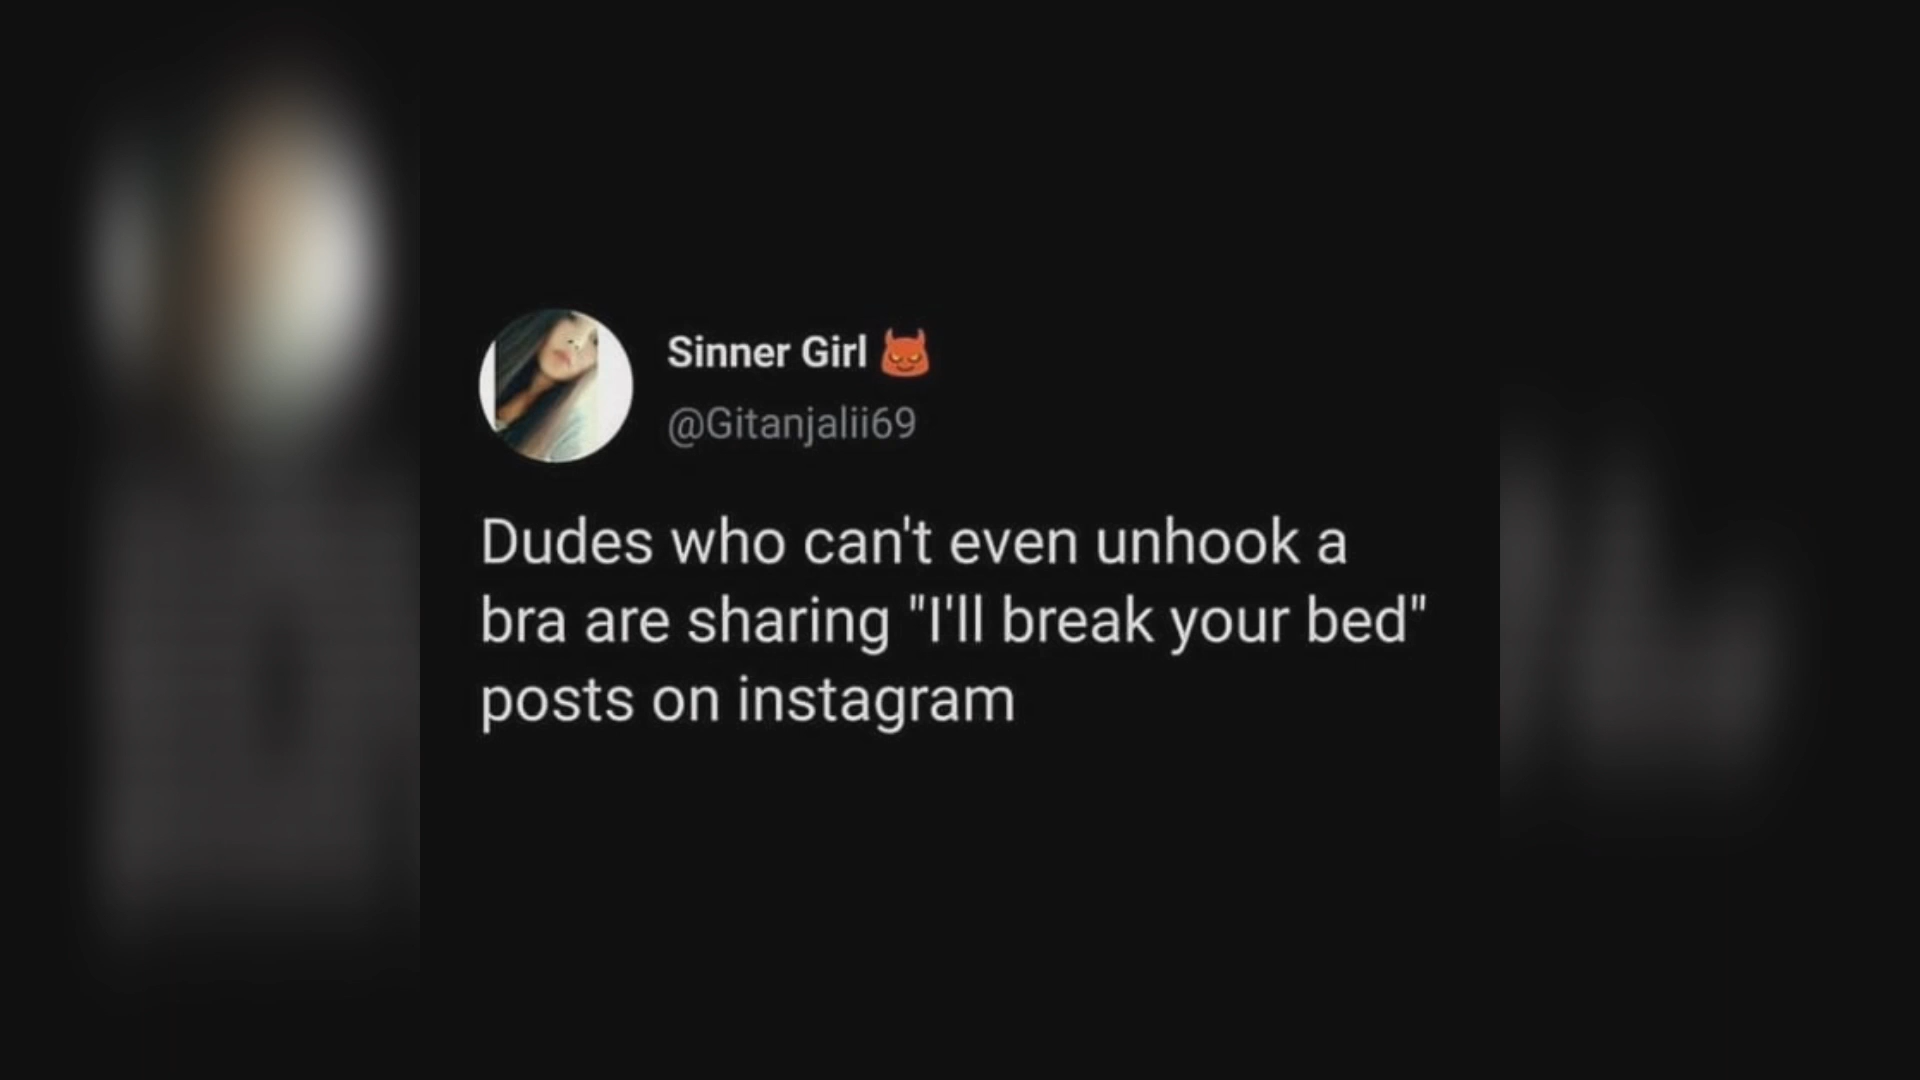 Sinner Girl 👹
@Gitanjalii69
Dudes who can't even unhook a
bra are sharing "I'll break your bed"
posts on instagram